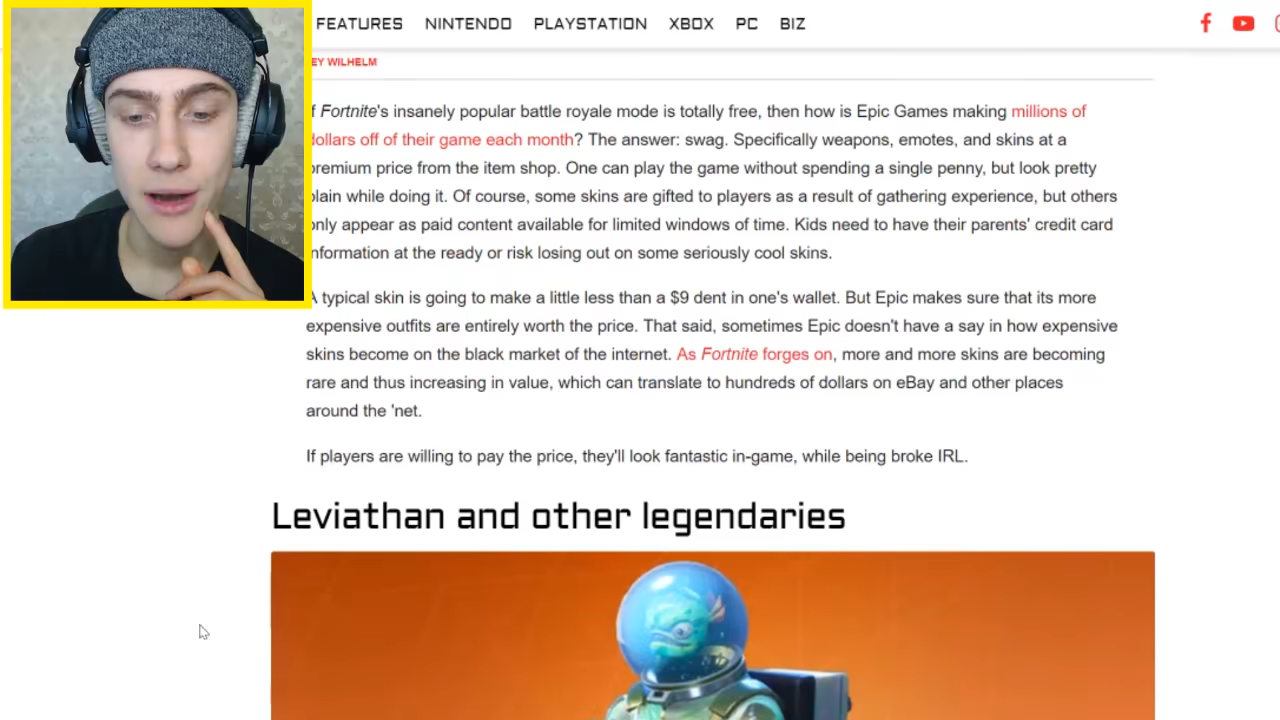 FEATURES NINTENDO PLAYSTATION XBOX PC BIZ
EY WILHELM
f Fortnite's insanely popular battle royale mode is totally free, then how is Epic Games making millions of
dollars off of their game each month? The answer: swag. Specifically weapons, emotes, and skins at a
premium price from the item shop. One can play the game without spending a single penny, but look pretty
plain while doing it. Of course, some skins are gifted to players as a result of gathering experience, but others
only appear as paid content available for limited windows of time. Kids need to have their parents' credit card
information at the ready or risk losing out on some seriously cool skins.
A typical skin is going to make a little less than a $9 dent in one's wallet. But Epic makes sure that its more
expensive outfits are entirely worth the price. That said, sometimes Epic doesn't have a say in how expensive
skins become on the black market of the internet. As Fortnite forges on, more and more skins are becoming
rare and thus increasing in value, which can translate to hundreds of dollars on eBay and other places
around the 'net.
If players are willing to pay the price, they'll look fantastic in-game, while being broke IRL.
Leviathan and other legendaries